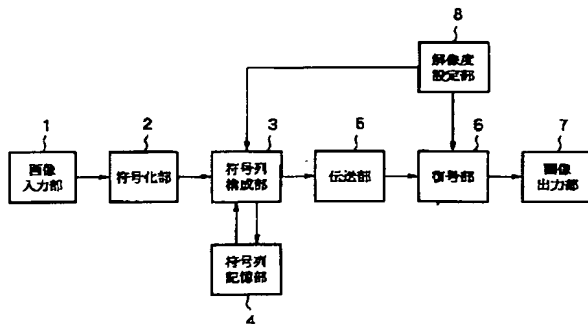 8
解像度
設定部
1
2
3
5
6
7
画像
入力部
符号化部
符号列
構成部
伝送部
復号部
画像
出力部
符号列
記憶部
4